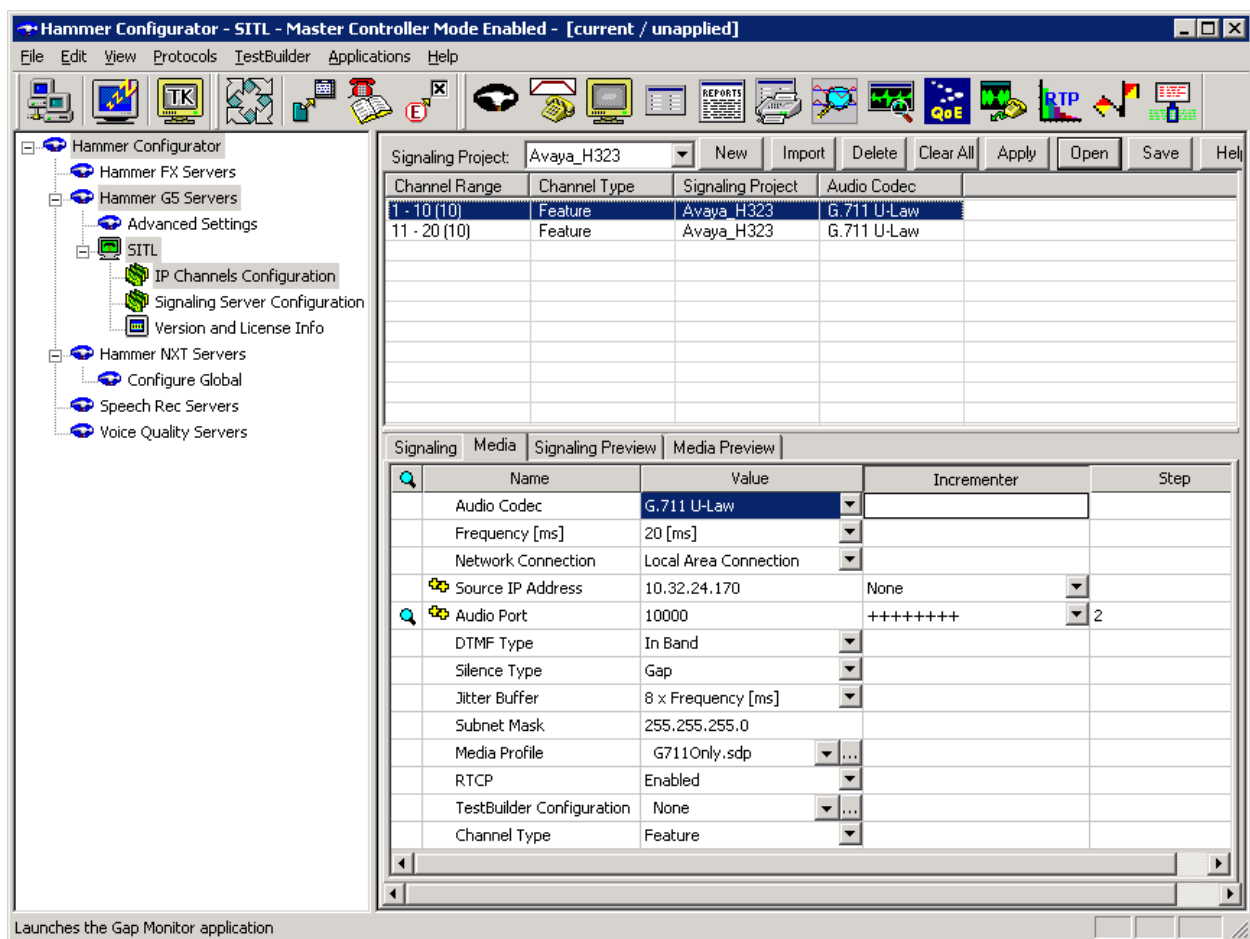 Hammer Configurator - SITL - Master Controller Mode Enabled - [current / unapplied]
File Edit View Protocols TestBuilder Applications Help
TK E REPORTS QoE RTP
Hammer Configurator
Hammer FX Servers
Hammer G5 Servers
Advanced Settings
SITL
IP Channels Configuration
Signaling Server Configuration
Version and License Info
Hammer NXT Servers
Configure Global
Speech Rec Servers
Voice Quality Servers
Signaling Project: Avaya_H323 New Import Delete Clear All Apply Open Save Help
Channel Range Channel Type Signaling Project Audio Codec
1 - 10 (10) Feature Avaya_H323 G.711 U-Law
11 - 20 (10) Feature Avaya_H323 G.711 U-Law
Signaling Media Signaling Preview Media Preview
Name Value Incrementer Step
Audio Codec G.711 U-Law
Frequency [ms] 20 [ms]
Network Connection Local Area Connection
Source IP Address 10.32.24.170 None
Audio Port 10000 ++++++++ 2
DTMF Type In Band
Silence Type Gap
Jitter Buffer 8 x Frequency [ms]
Subnet Mask 255.255.255.0
Media Profile G711Only.sdp ...
RTCP Enabled
TestBuilder Configuration None ...
Channel Type Feature
Launches the Gap Monitor application